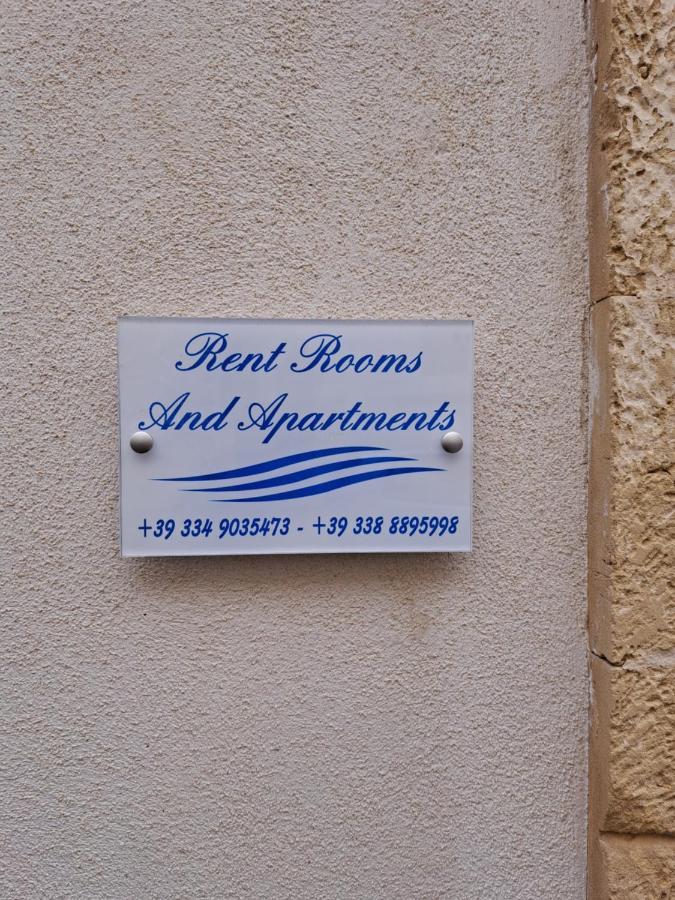 Rent Rooms
And Apartments
+39 334 9035473 - +39 338 8895998